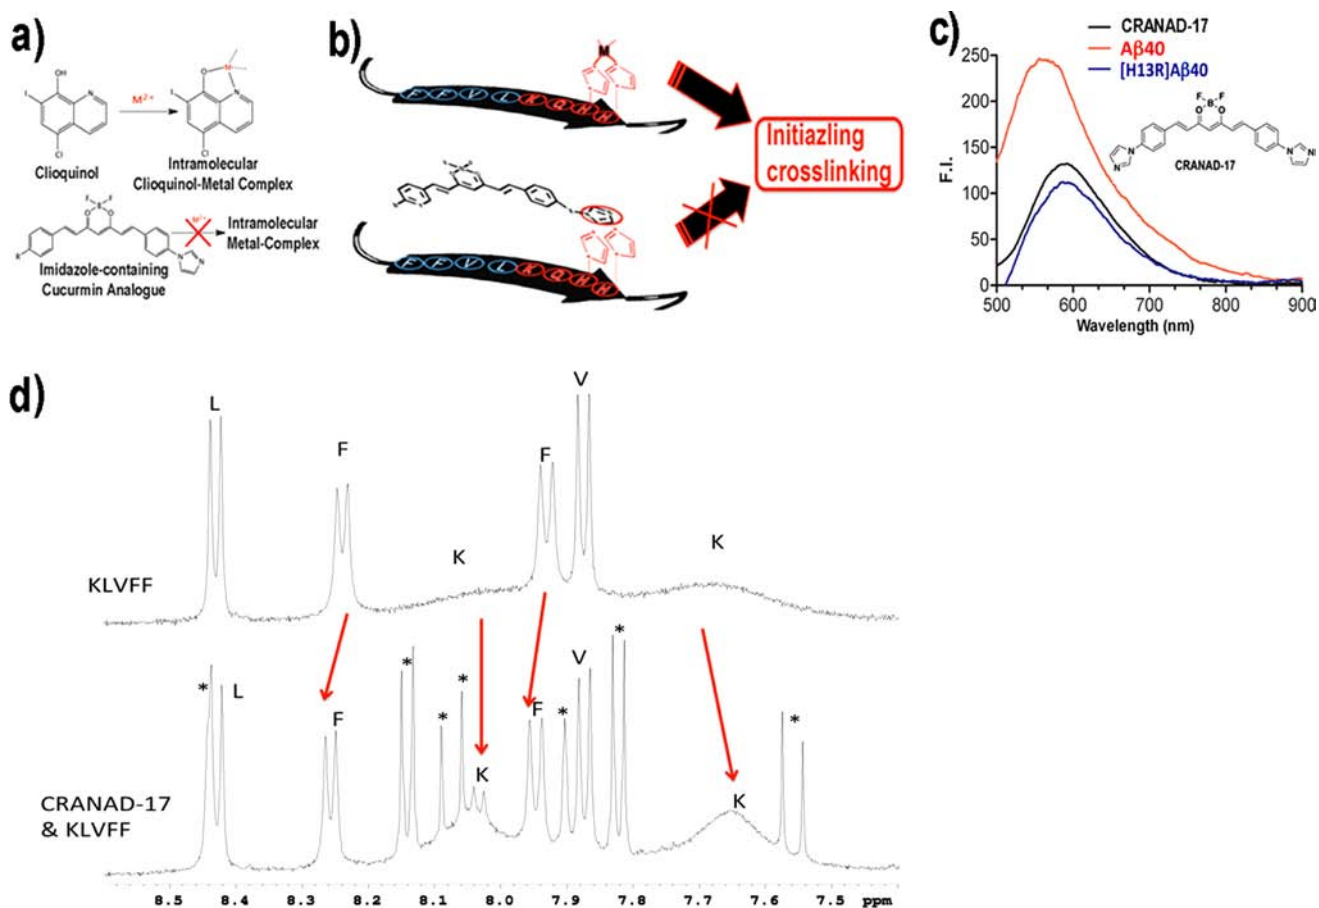 a)
OH
I
N
Cl
Clioquinol
M²⁺
O
M
I
N
Cl
Intramolecular
Clioquinol-Metal Complex
F F
B
O O
R
N
N
Imidazole-containing
Cucurmin Analogue
M²⁺
Intramolecular
Metal-Complex
b)
M
F F V L K Q H H
F F V L K Q H H
Initiazling
crosslinking
c)
CRANAD-17
Aβ40
[H13R]Aβ40
250
200
150
100
50
0
F.I.
500 600 700 800 900
Wavelength (nm)
F F
B
O O
N
N
N
N
CRANAD-17
d)
L
F
K
F
V
K
KLVFF
*
L
F
*
*
*
K
F
*
V
*
K
*
CRANAD-17
& KLVFF
8.5 8.4 8.3 8.2 8.1 8.0 7.9 7.8 7.7 7.6 7.5 ppm